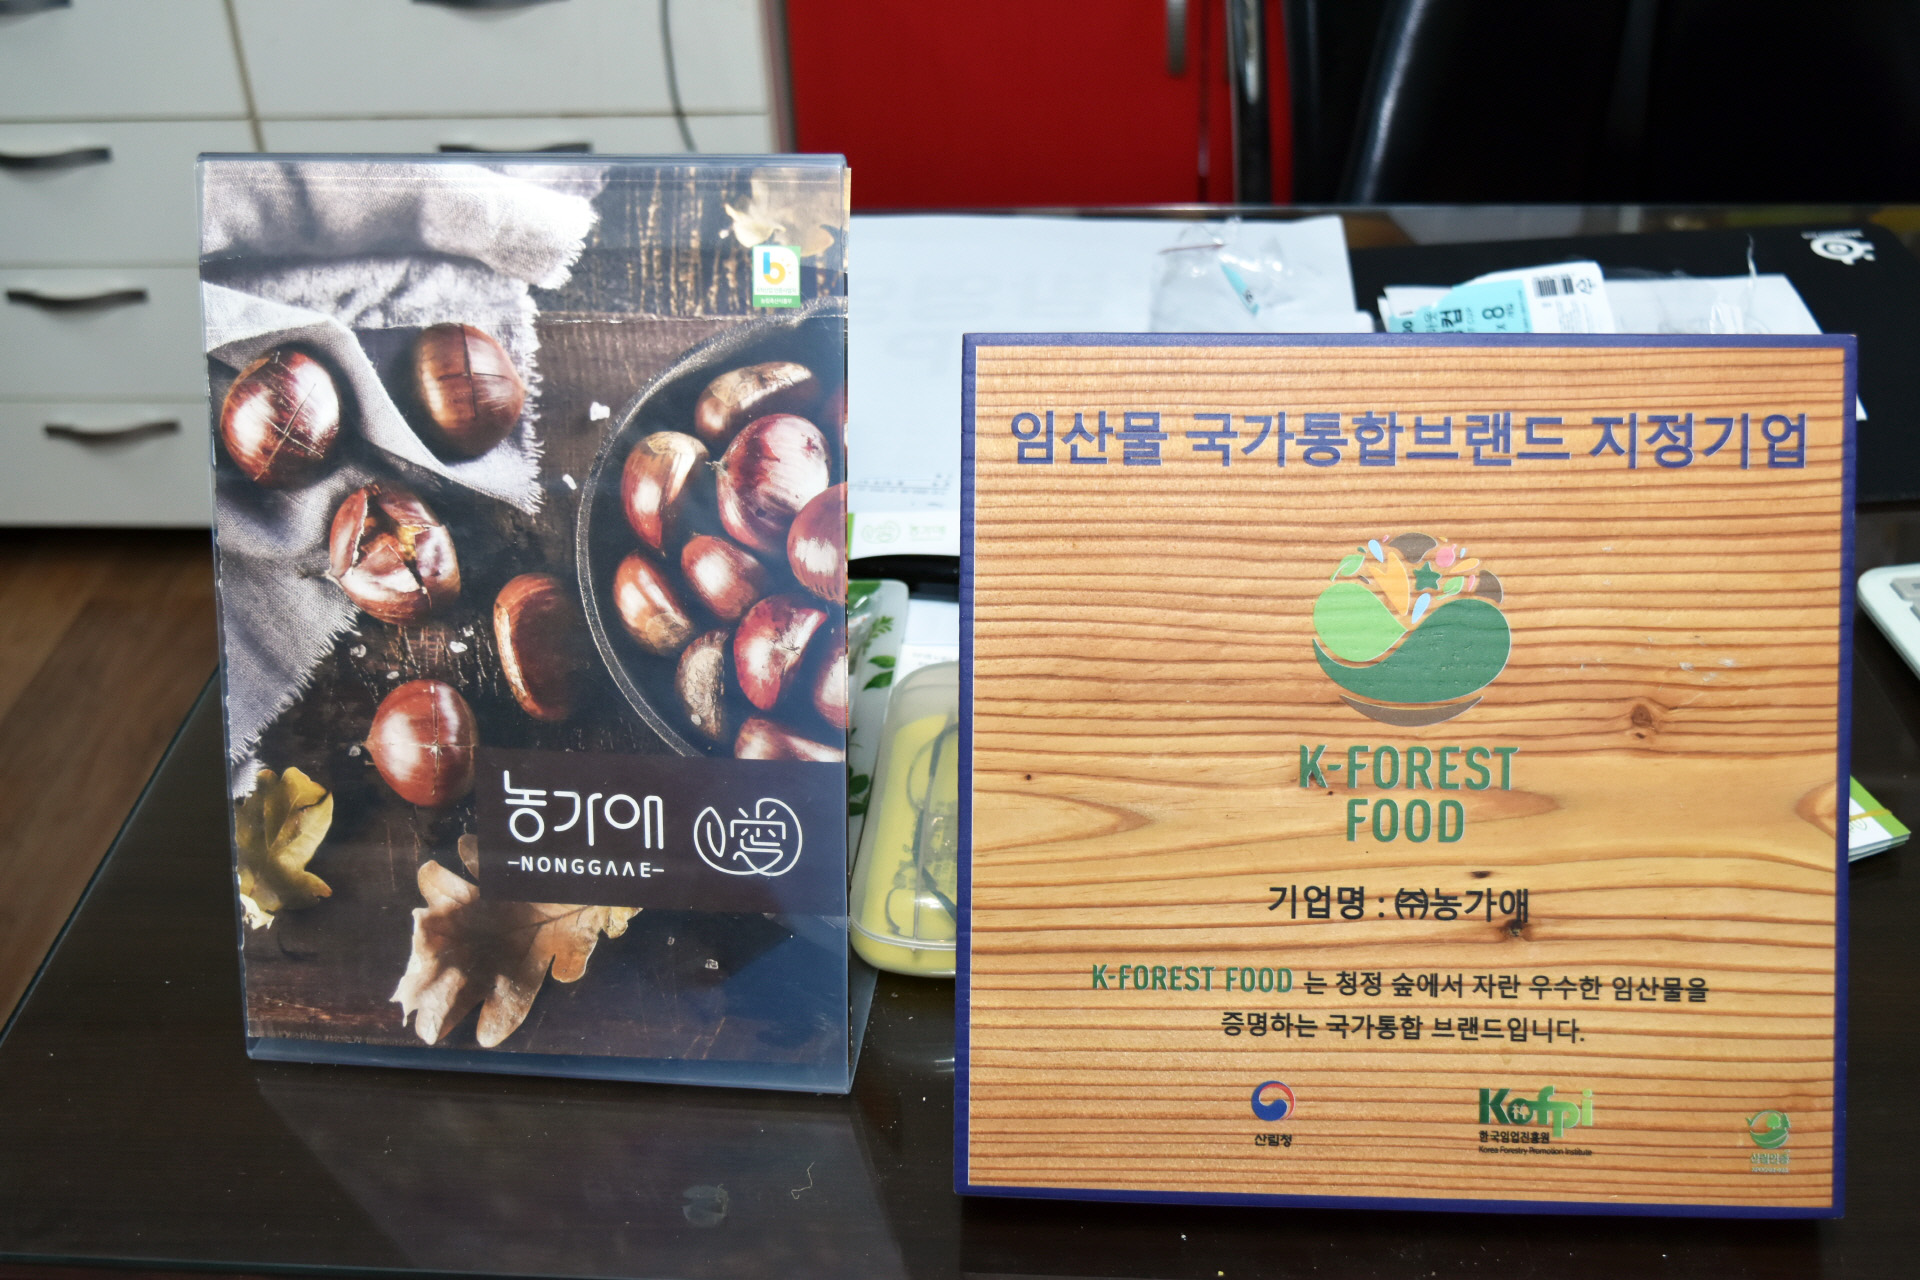 농가애
-NONGGAAE-
임산물 국가통합브랜드 지정기업
K-FOREST
FOOD
기업명 : ㈜농가애
K-FOREST FOOD 는 청정 숲에서 자란 우수한 임산물을
증명하는 국가통합 브랜드입니다.
산림청
Kofpi
한국임업진흥원
Korea Forestry Promotion Institute